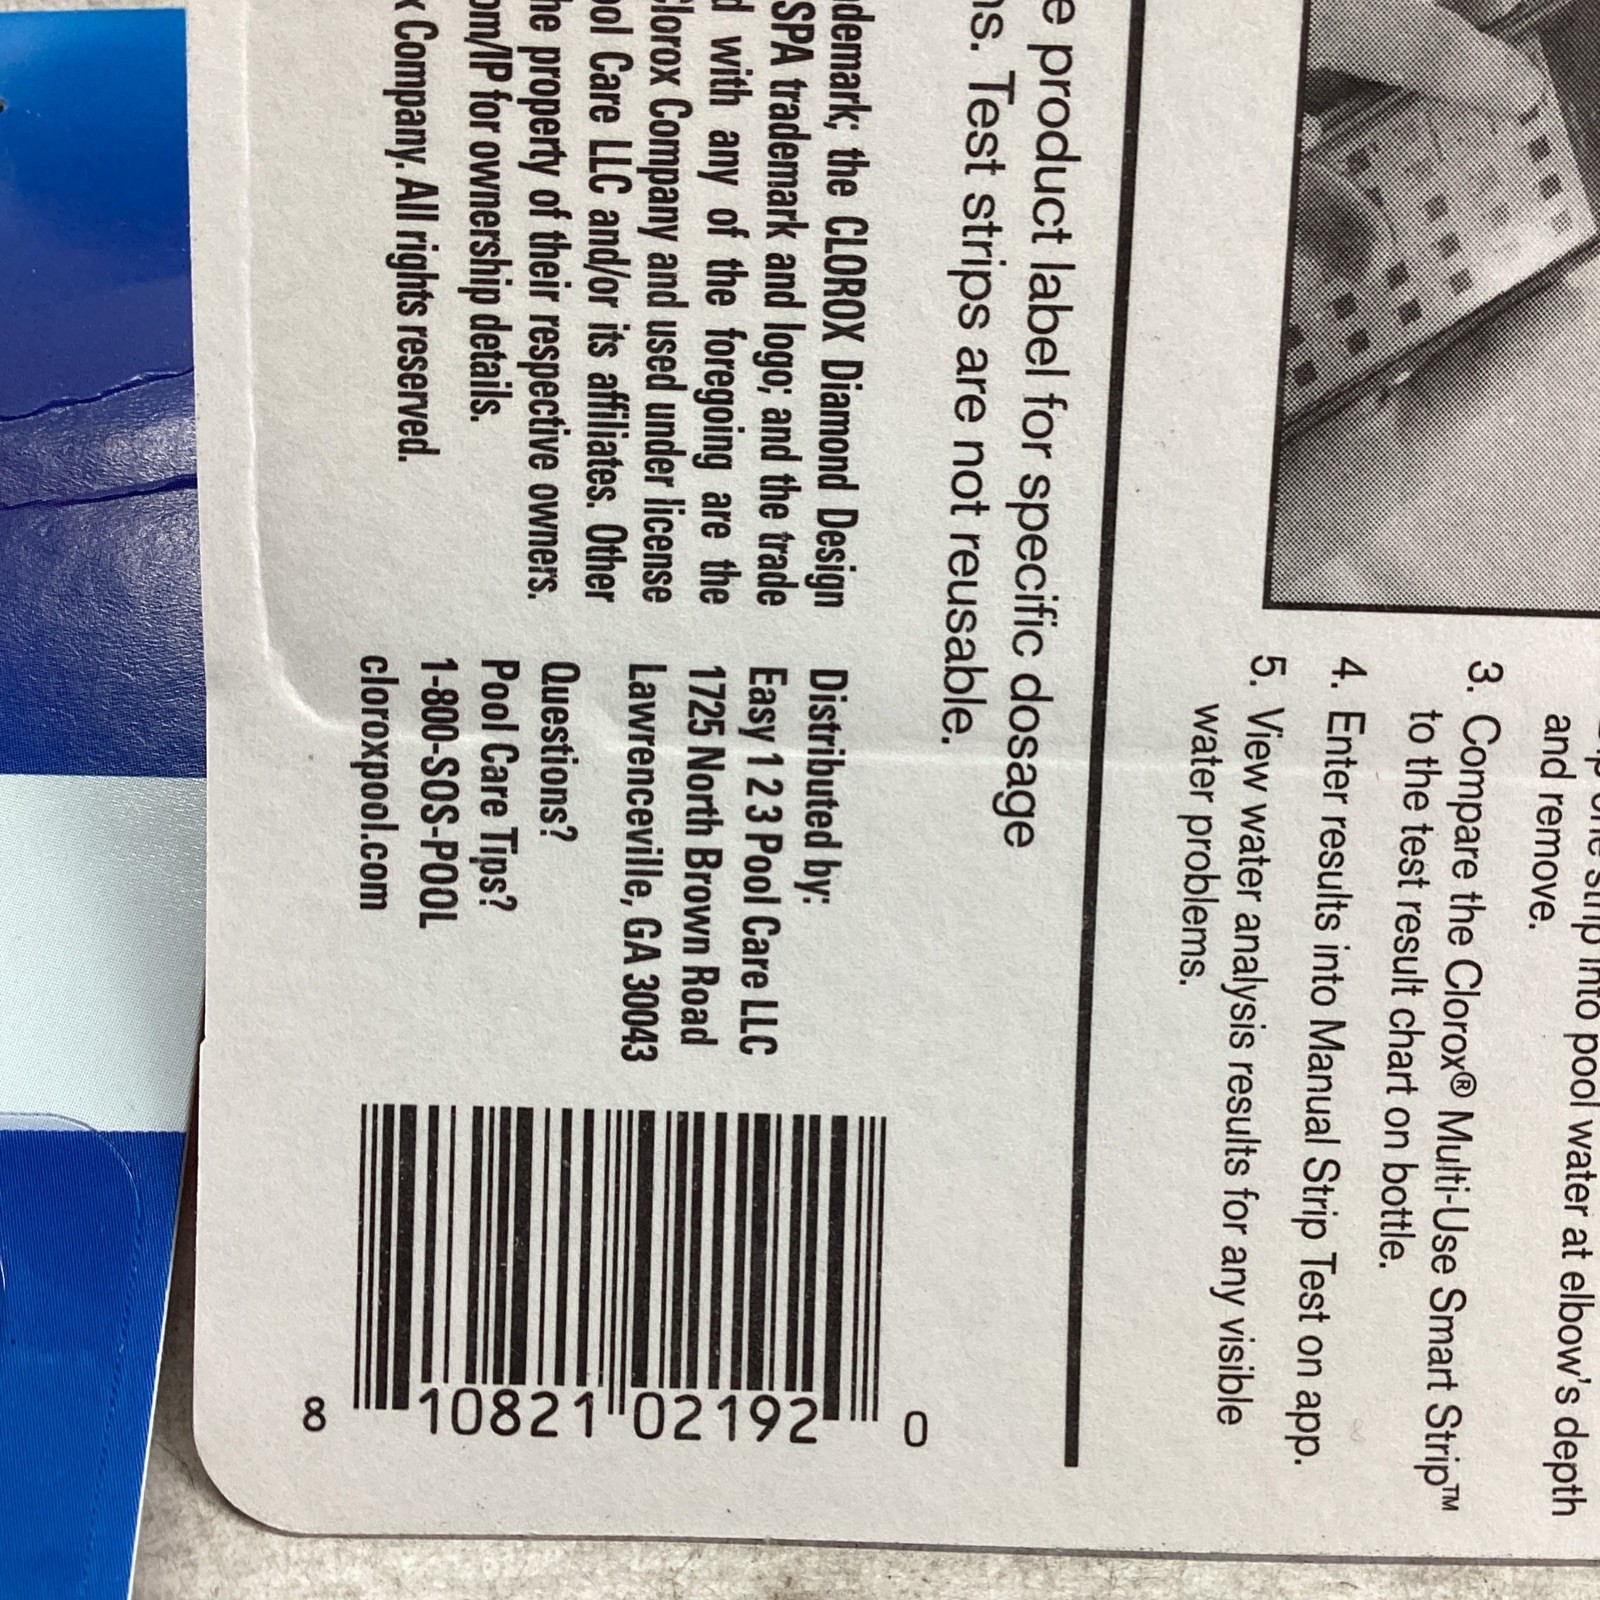 and remove.
3. Compare the Clorox® Multi-Use Smart Strip™
to the test result chart on bottle.
4. Enter results into Manual Strip Test on app.
5. View water analysis results for any visible
water problems.
product label for specific dosage
Test strips are not reusable.
the CLOROX Diamond Design
SPA trademark and logo; and the trade
with any of the foregoing are the
Clorox Company and used under license
Care LLC and/or its affiliates. Other
property of their respective owners.
for ownership details.
Company. All rights reserved.
Distributed by:
Easy 1 2 3 Pool Care LLC
1725 North Brown Road
Lawrenceville, GA 30043
Questions?
Pool Care Tips?
1-800-SOS-POOL
cloroxpool.com
8 10821 02192 0